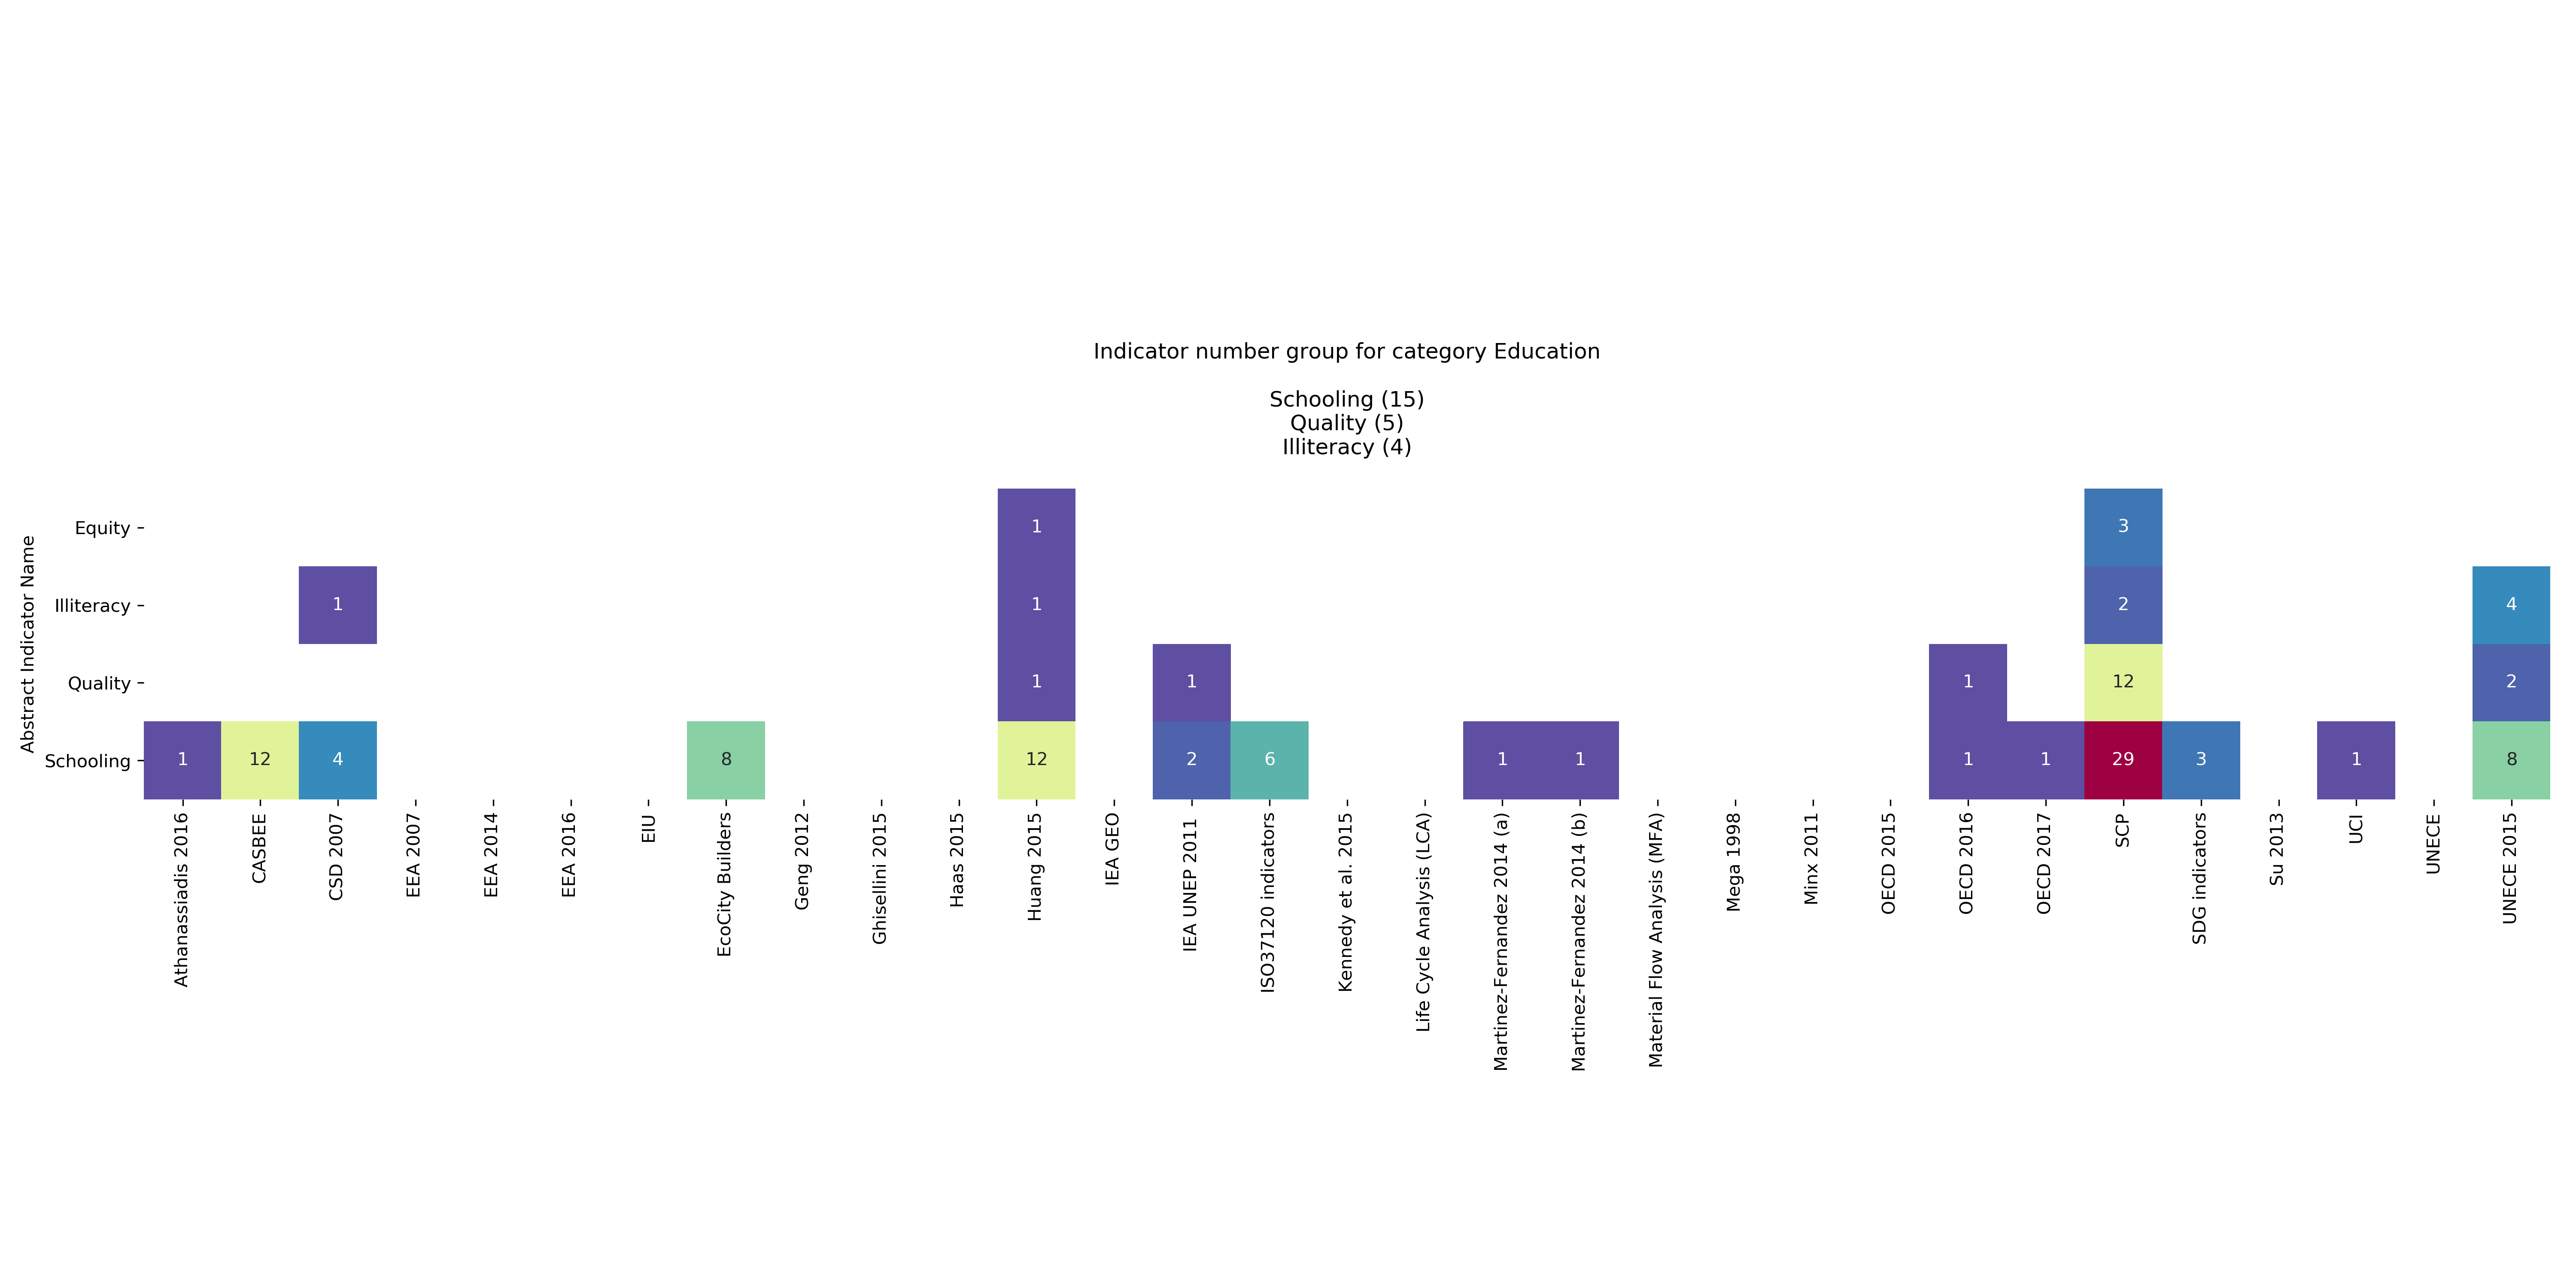 Indicator number group for category Education
Schooling (15)
Quality (5)
Illiteracy (4)
Abstract Indicator Name
Equity
1
3
Illiteracy
1
1
2
4
Quality
1
1
1
12
2
Schooling
1
12
4
8
12
2
6
1
1
1
1
29
3
1
8
Athanassiadis 2016
CASBEE
CSD 2007
EEA 2007
EEA 2014
EEA 2016
EIU
EcoCity Builders
Geng 2012
Ghisellini 2015
Haas 2015
Huang 2015
IEA GEO
IEA UNEP 2011
ISO37120 indicators
Kennedy et al. 2015
Life Cycle Analysis (LCA)
Martinez-Fernandez 2014 (a)
Martinez-Fernandez 2014 (b)
Material Flow Analysis (MFA)
Mega 1998
Minx 2011
OECD 2015
OECD 2016
OECD 2017
SCP
SDG indicators
Su 2013
UCI
UNECE
UNECE 2015